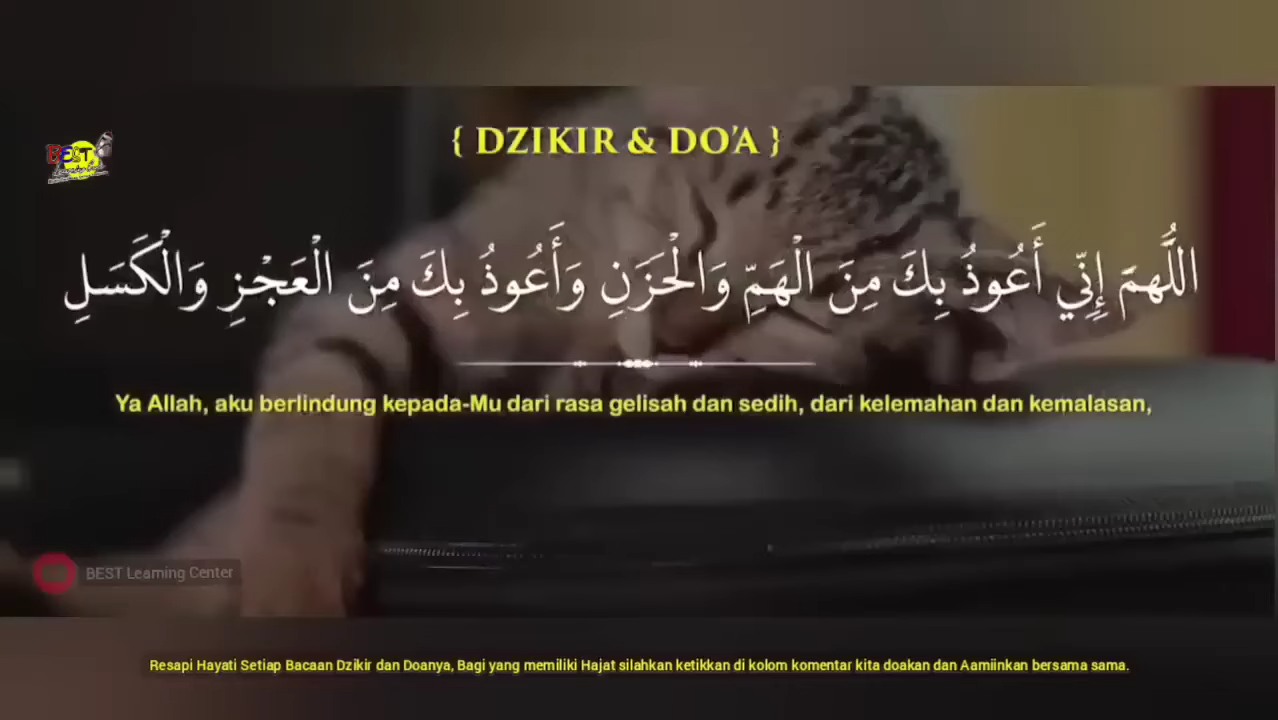 { DZIKIR & DO'A }
BEST
اللَّهُمَّ إِنِّي أَعُوذُ بِكَ مِنَ الْهَمِّ وَالْحَزَنِ وَأَعُوذُ بِكَ مِنَ الْعَجْزِ وَالْكَسَلِ
Ya Allah, aku berlindung kepada-Mu dari rasa gelisah dan sedih, dari kelemahan dan kemalasan,
BEST Learning Center
Resapi Hayati Setiap Bacaan Dzikir dan Doanya, Bagi yang memiliki Hajat silahkan ketikkan di kolom komentar kita doakan dan Aamiinkan bersama sama.